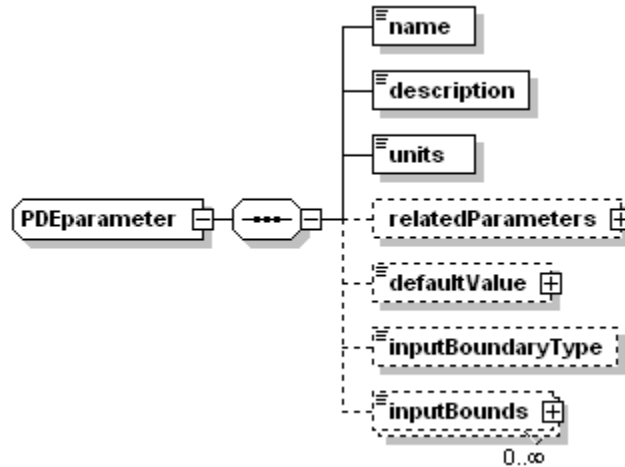 name
description
units
PDEparameter
relatedParameters
defaultValue
inputBoundaryType
inputBounds
0..∞